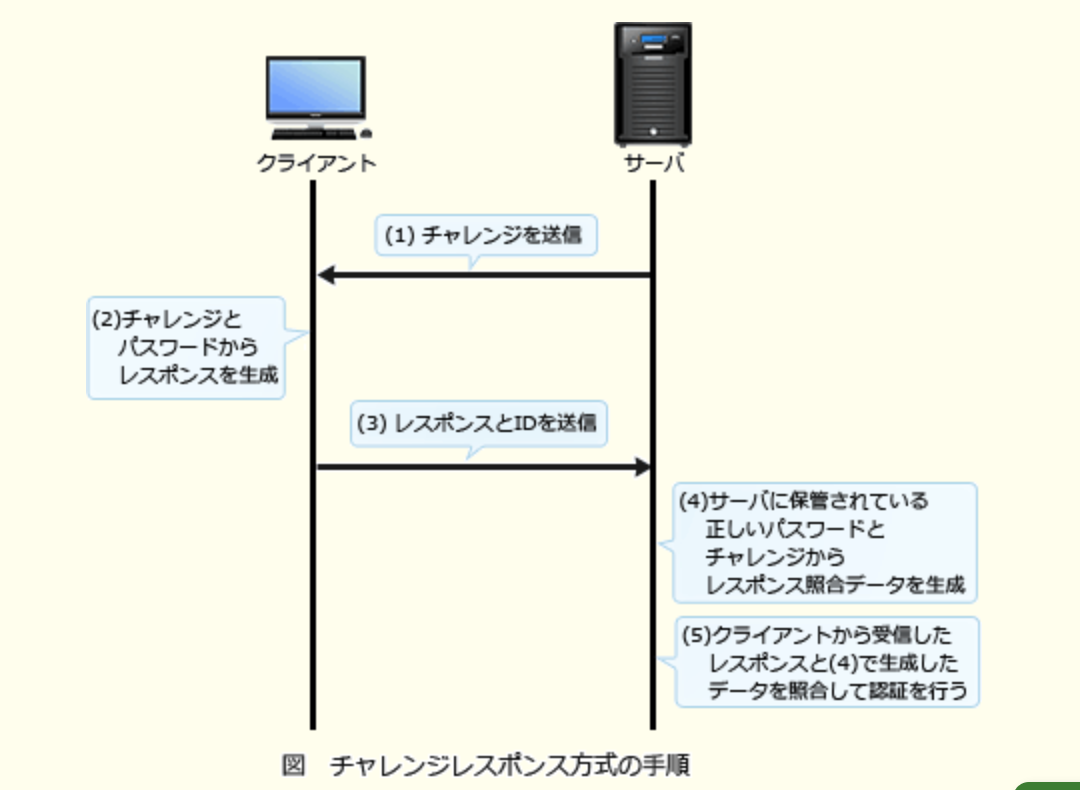 クライアント
サーバ
(1) チャレンジを送信
(2)チャレンジと
パスワードから
レスポンスを生成
(3) レスポンスとIDを送信
(4)サーバに保管されている
正しいパスワードと
チャレンジから
レスポンス照合データを生成
(5)クライアントから受信した
レスポンスと(4)で生成した
データを照合して認証を行う
図　チャレンジレスポンス方式の手順